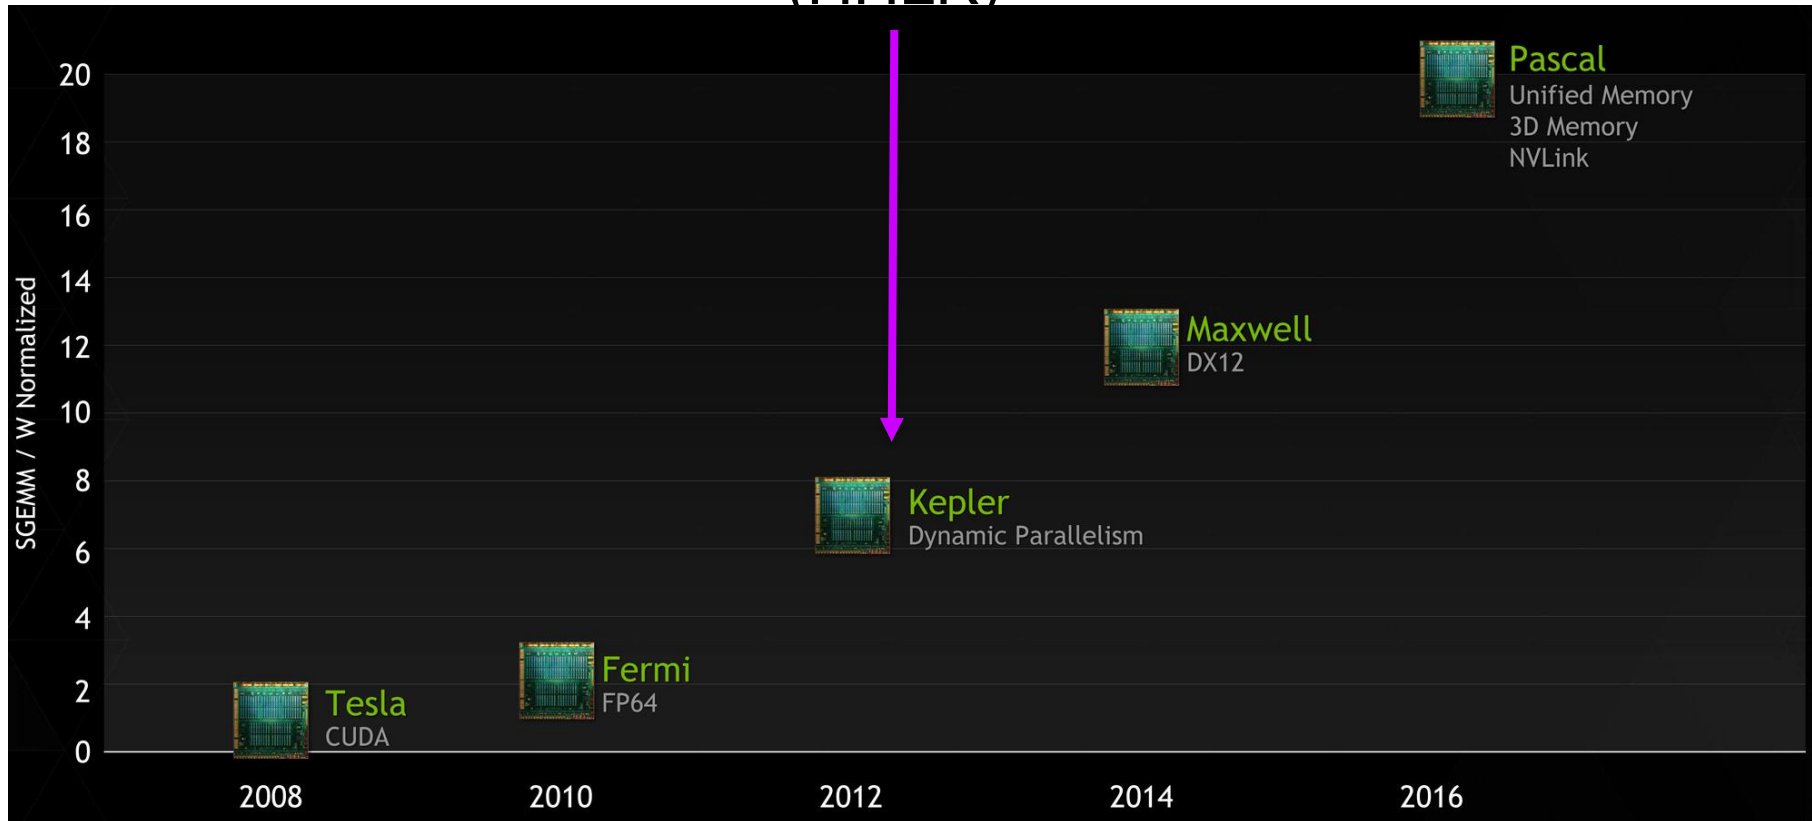 20
18
16
14
12
10
8
6
4
2
0
SGEMM / W Normalized
Pascal
Unified Memory
3D Memory
NVLink
Maxwell
DX12
Kepler
Dynamic Parallelism
Fermi
FP64
Tesla
CUDA
2008
2010
2012
2014
2016